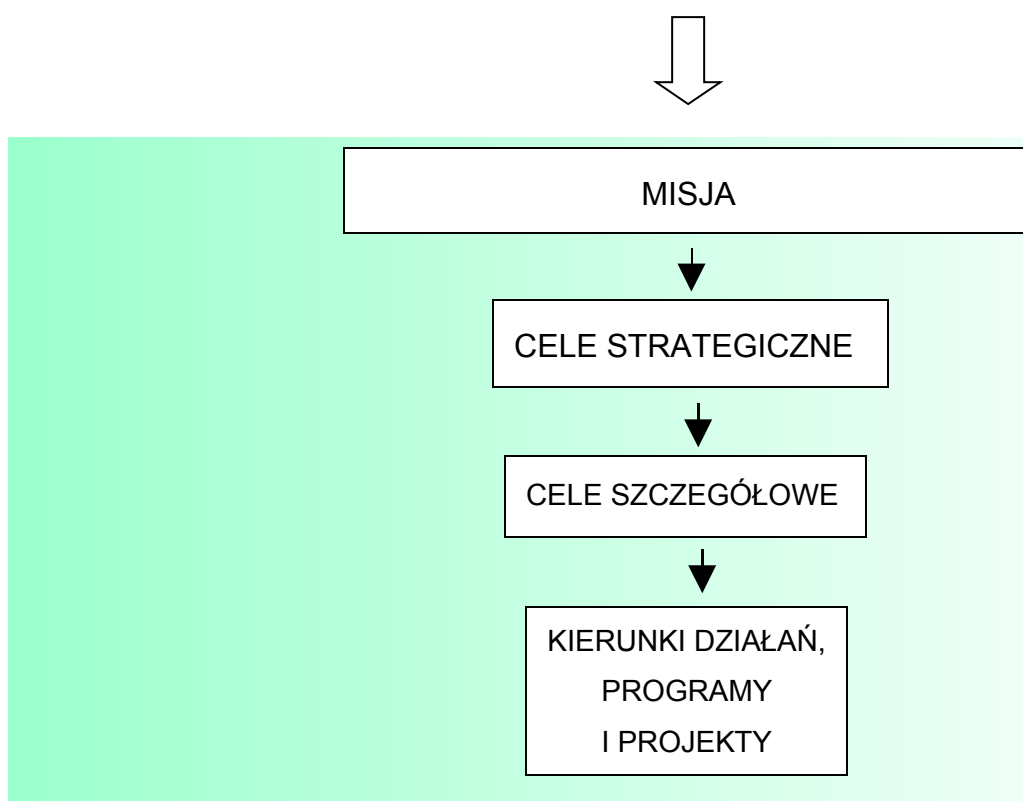 MISJA
CELE STRATEGICZNE
CELE SZCZEGÓŁOWE
KIERUNKI DZIAŁAŃ,
PROGRAMY
I PROJEKTY